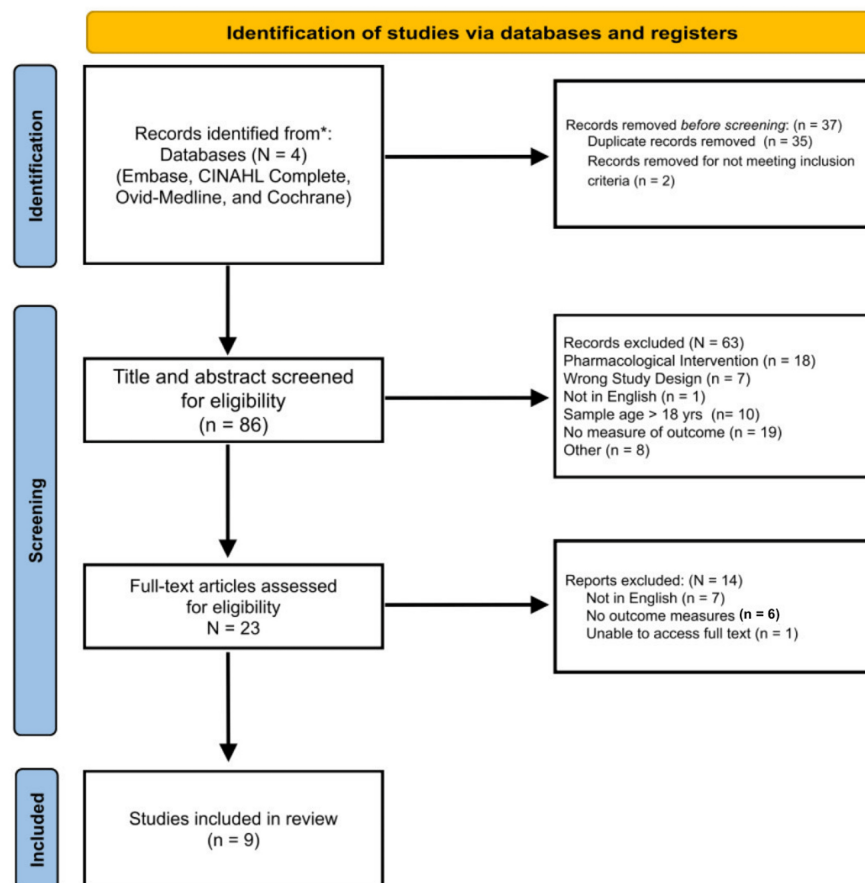 Identification of studies via databases and registers
Identification
Records identified from*:
Databases (N = 4)
(Embase, CINAHL Complete,
Ovid-Medline, and Cochrane)
Records removed before screening: (n = 37)
Duplicate records removed (n = 35)
Records removed for not meeting inclusion
criteria (n = 2)
Screening
Title and abstract screened
for eligibility
(n = 86)
Records excluded (N = 63)
Pharmacological Intervention (n = 18)
Wrong Study Design (n = 7)
Not in English (n = 1)
Sample age > 18 yrs (n= 10)
No measure of outcome (n = 19)
Other (n = 8)
Full-text articles assessed
for eligibility
N = 23
Reports excluded: (N = 14)
Not in English (n = 7)
No outcome measures (n = 6)
Unable to access full text (n = 1)
Included
Studies included in review
(n = 9)